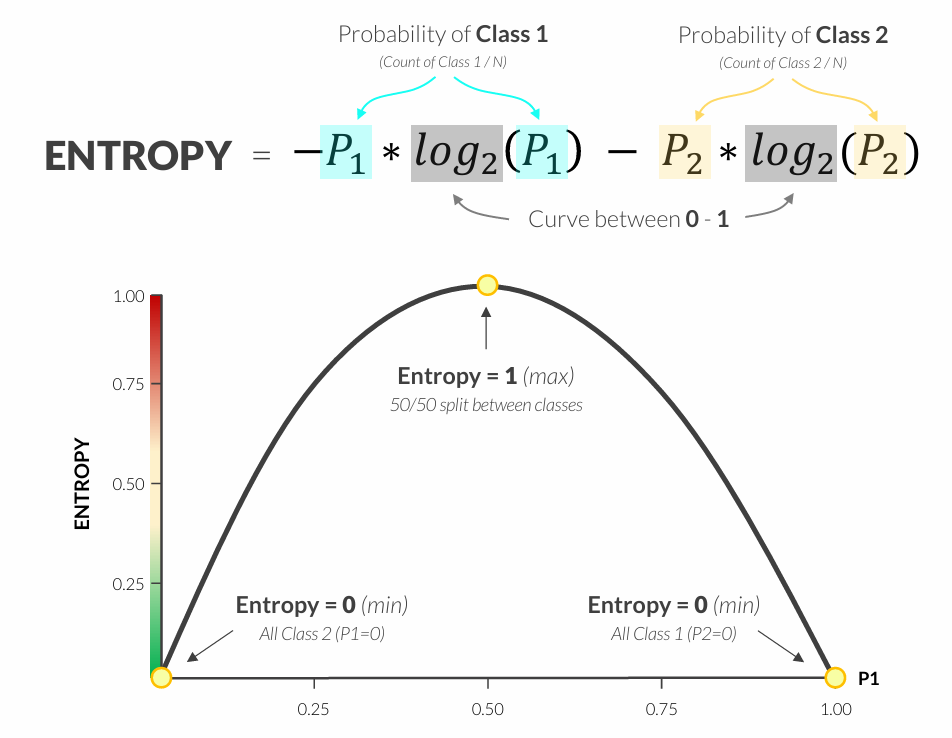 Probability of Class 1
(Count of Class 1 / N)
Probability of Class 2
(Count of Class 2 / N)
ENTROPY = −P₁ * log₂(P₁) − P₂ * log₂(P₂)
Curve between 0 - 1
1.00
0.75
0.50
0.25
ENTROPY
Entropy = 1 (max)
50/50 split between classes
Entropy = 0 (min)
All Class 2 (P1=0)
Entropy = 0 (min)
All Class 1 (P2=0)
P1
0.25
0.50
0.75
1.00